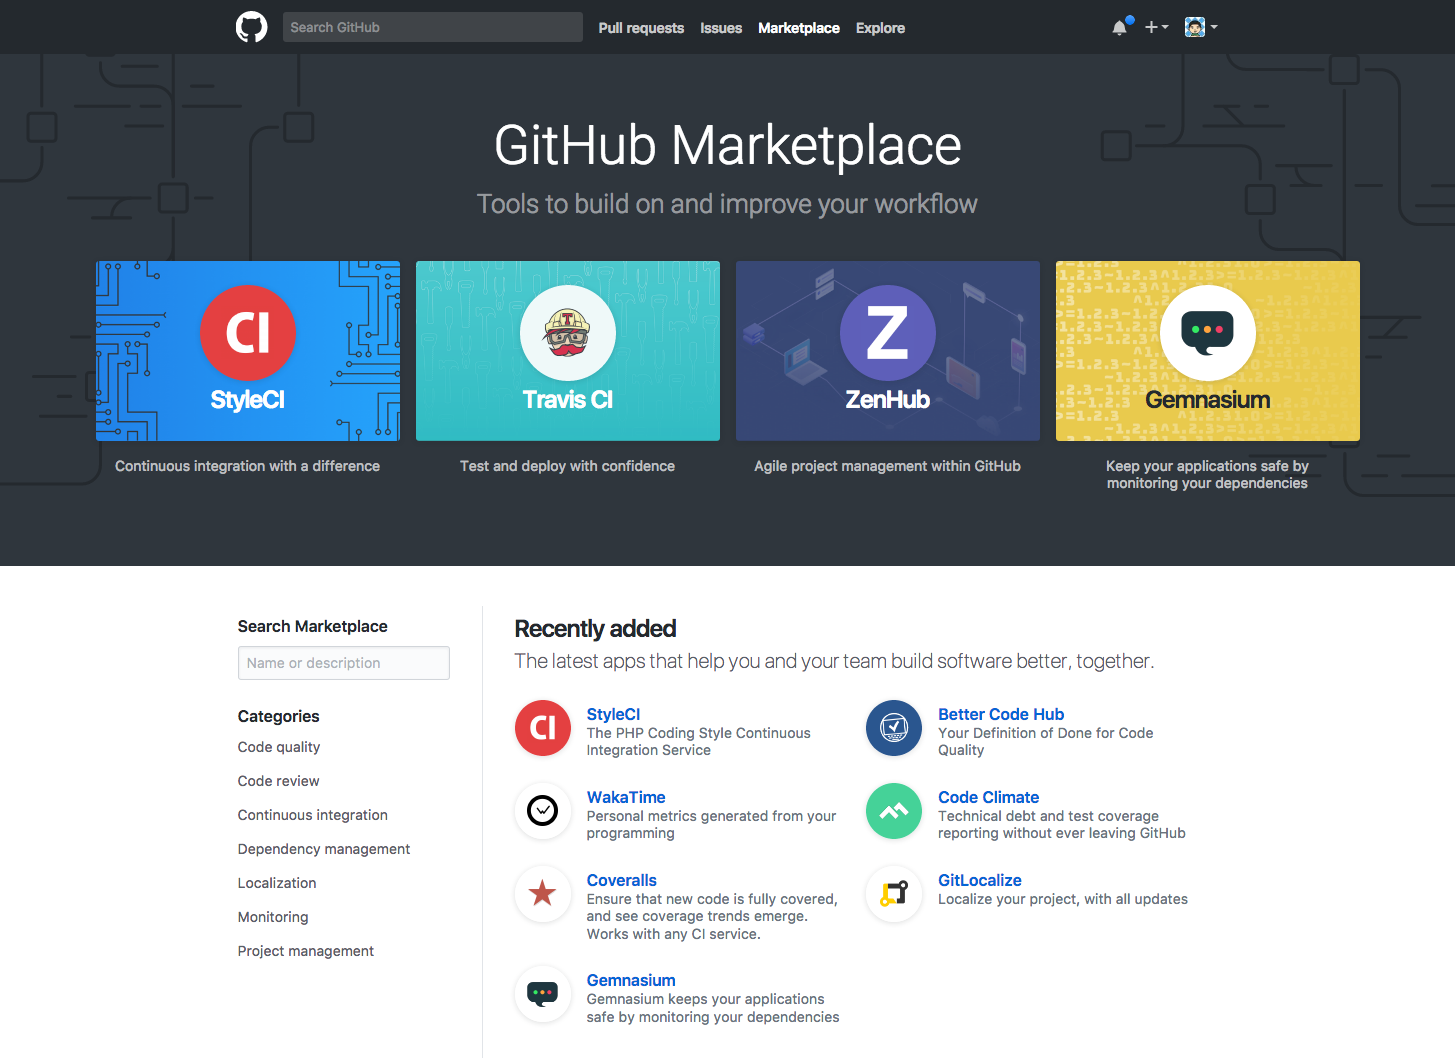 Search GitHub
Pull requests
Issues
Marketplace
Explore
GitHub Marketplace
Tools to build on and improve your workflow
CI
StyleCI
Continuous integration with a difference
T
Travis CI
Test and deploy with confidence
Z
ZenHub
Agile project management within GitHub
Gemnasium
Keep your applications safe by
monitoring your dependencies
Search Marketplace
Name or description
Categories
Code quality
Code review
Continuous integration
Dependency management
Localization
Monitoring
Project management
Recently added
The latest apps that help you and your team build software better, together.
CI
StyleCI
The PHP Coding Style Continuous
Integration Service
Better Code Hub
Your Definition of Done for Code
Quality
WakaTime
Personal metrics generated from your
programming
Code Climate
Technical debt and test coverage
reporting without ever leaving GitHub
Coveralls
Ensure that new code is fully covered,
and see coverage trends emerge.
Works with any CI service.
GitLocalize
Localize your project, with all updates
Gemnasium
Gemnasium keeps your applications
safe by monitoring your dependencies